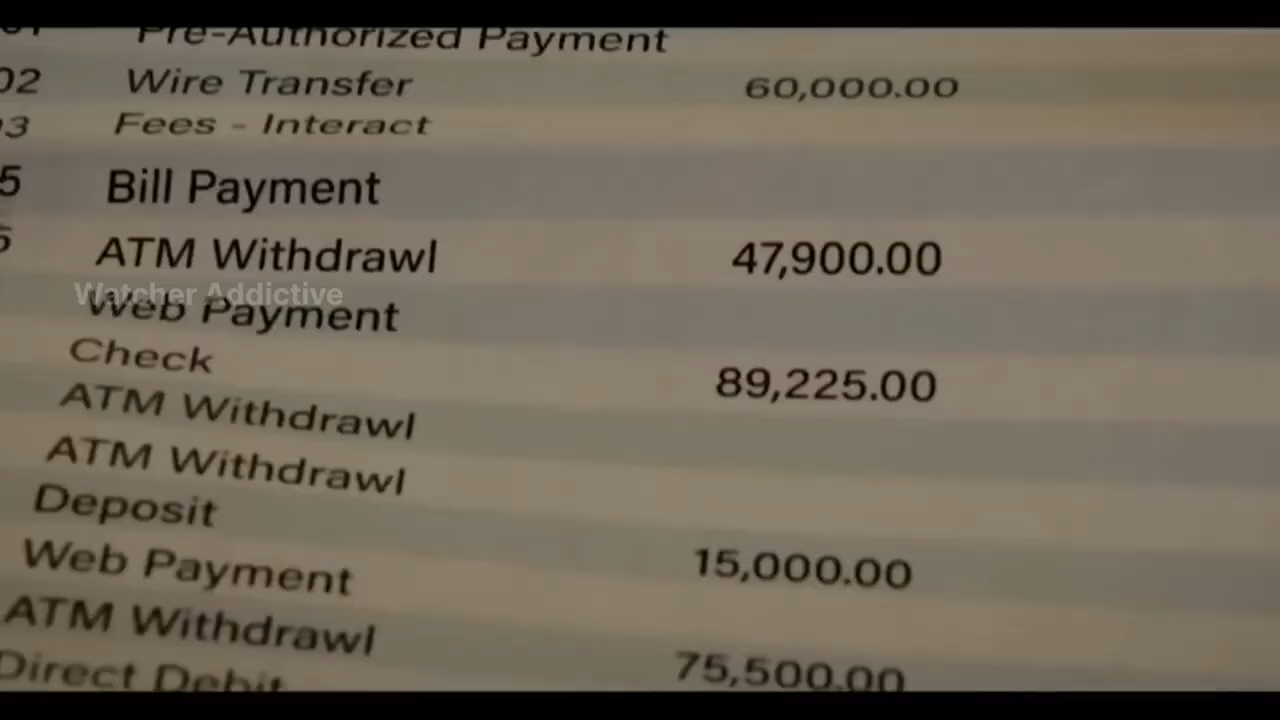 Pre-Authorized Payment
02 Wire Transfer 60,000.00
3 Fees - Interact
5 Bill Payment
5 ATM Withdrawl 47,900.00
Watcher Addictive
Web Payment
Check 89,225.00
ATM Withdrawl
ATM Withdrawl
Deposit 15,000.00
Web Payment
ATM Withdrawl 75,500.00
Direct Debit